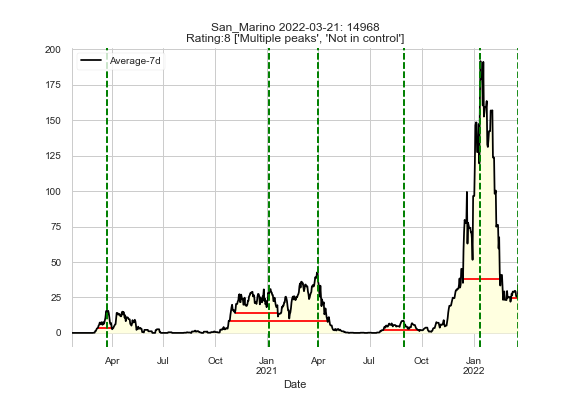 San_Marino 2022-03-21: 14968
Rating:8 ['Multiple peaks', 'Not in control']
200
175
150
125
100
75
50
25
0
Average-7d
Apr Jul Oct Jan Apr Jul Oct Jan
2021 2022
Date